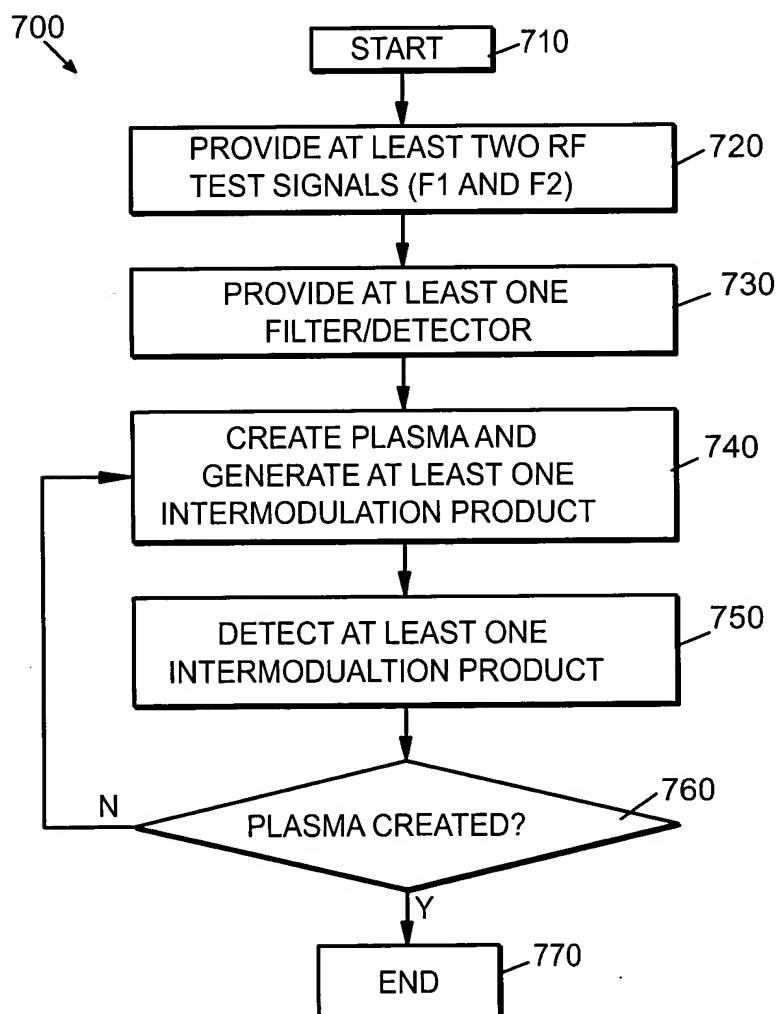 700
START
710
PROVIDE AT LEAST TWO RF
TEST SIGNALS (F1 AND F2)
720
PROVIDE AT LEAST ONE
FILTER/DETECTOR
730
CREATE PLASMA AND
GENERATE AT LEAST ONE
INTERMODULATION PRODUCT
740
DETECT AT LEAST ONE
INTERMODUALTION PRODUCT
750
N
PLASMA CREATED?
760
Y
END
770